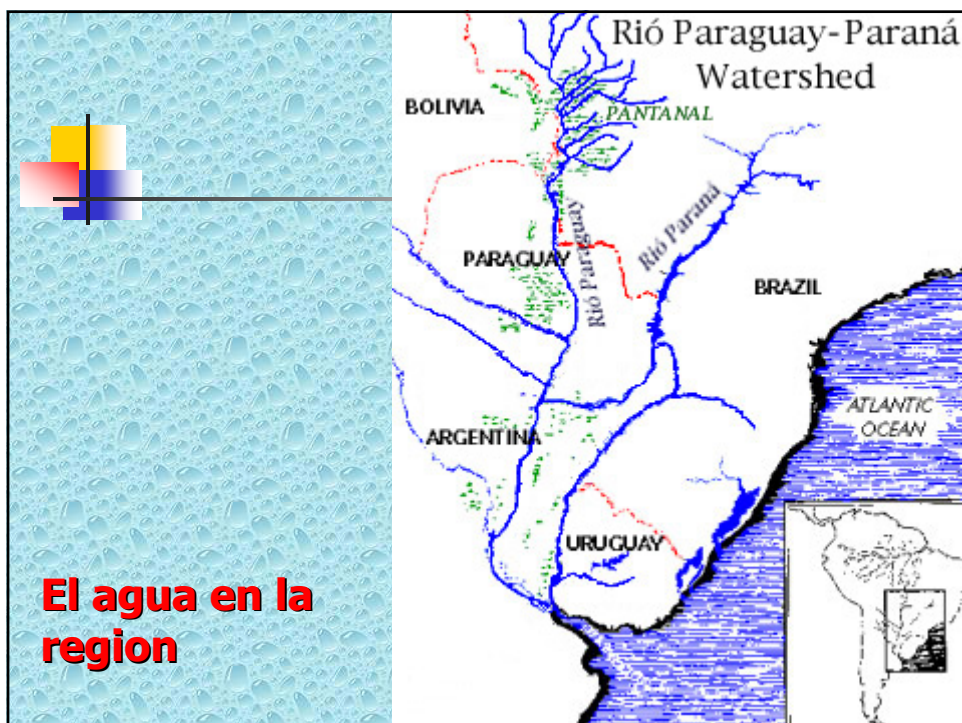 Rió Paraguay-Paraná
Watershed
BOLIVIA
PANTANAL
PARAGUAY
Rió Paraguay
Rió Paraná
BRAZIL
ATLANTIC
OCEAN
ARGENTINA
URUGUAY
El agua en la
region